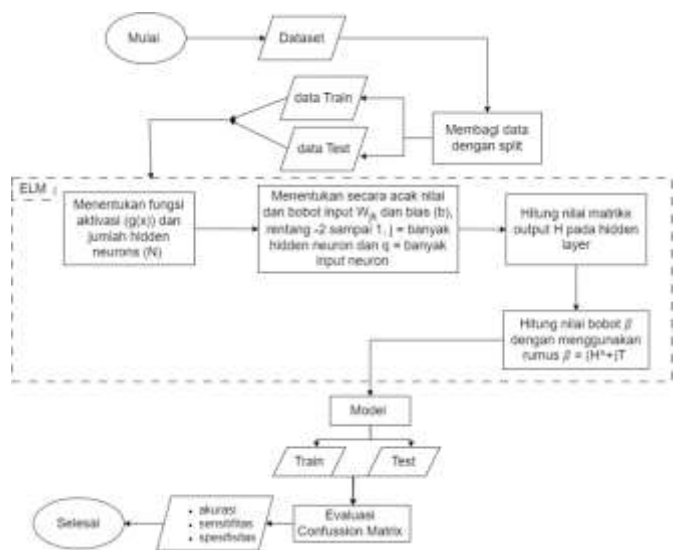 Mulai
Dataset
data Train
data Test
Membagi data
dengan split
ELM
Menentukan fungsi
aktivasi (g(x)) dan
jumlah hidden
neurons (N)
Menentukan secara acak nilai
dan bobot input W dan bias (b),
rentang -2 sampai 1, j = banyak
hidden neuron dan q = banyak
input neuron
Hitung nilai matriks
output H pada hidden
layer
Hitung nilai bobot β
dengan menggunakan
rumus β =
Model
Train
Test
Evaluasi
Confussion Matrix
• akurasi
• sensitifitas
• spesifisitas
Selesai